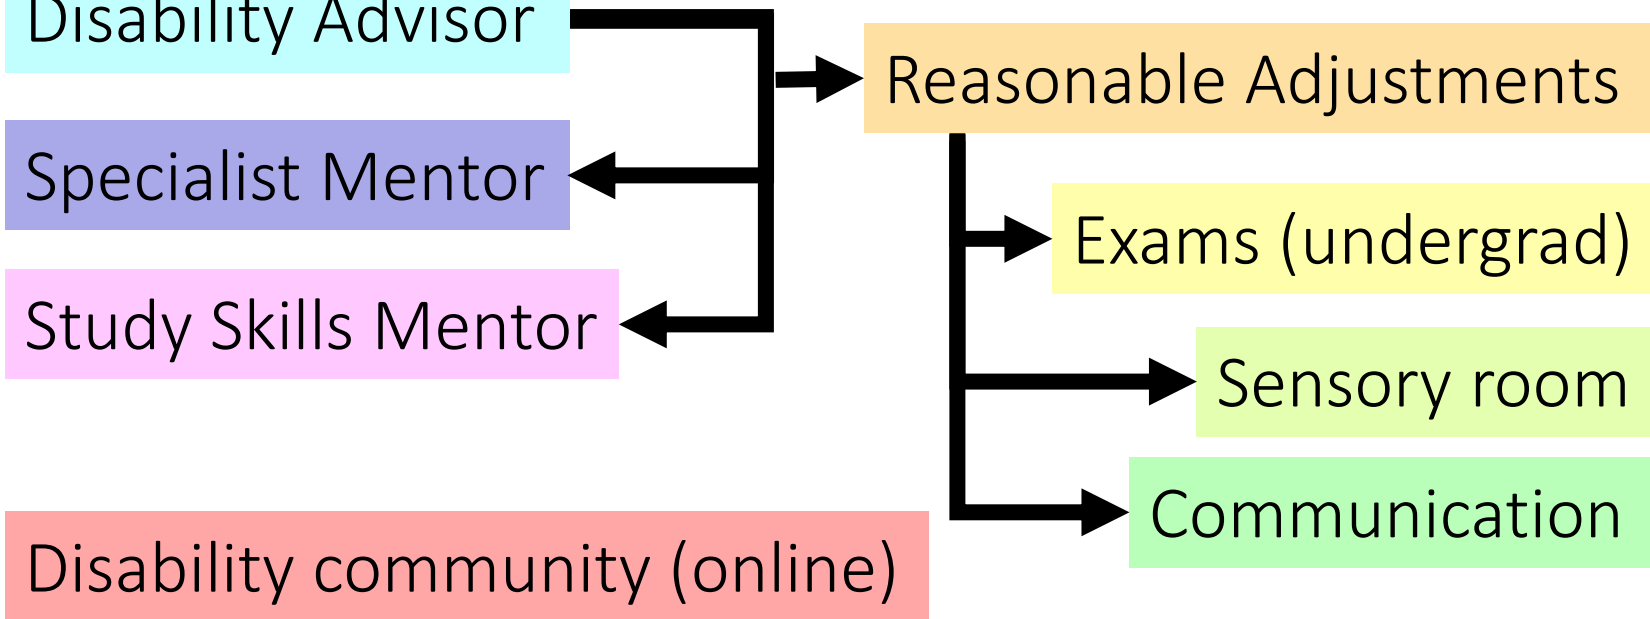 Disability Advisor
Reasonable Adjustments
Specialist Mentor
Exams (undergrad)
Study Skills Mentor
Sensory room
Communication
Disability community (online)